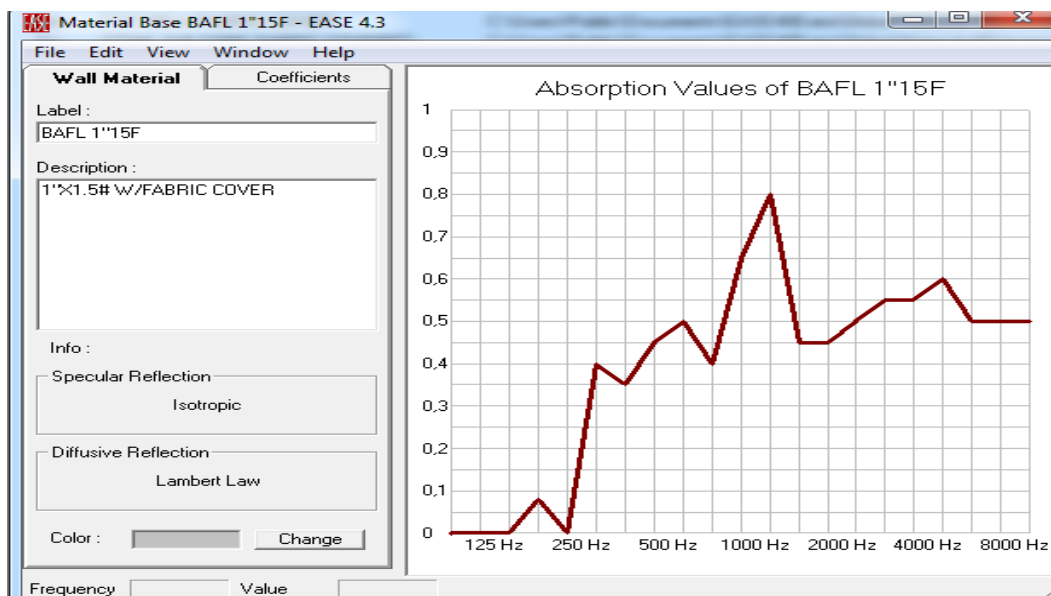 EASE Material Base BAFL 1"15F - EASE 4.3
File Edit View Window Help
Wall Material Coefficients
Label :
BAFL 1"15F
Description :
1"X1.5# W/FABRIC COVER
Info :
Specular Reflection
Isotropic
Diffusive Reflection
Lambert Law
Color : Change
Frequency Value
Absorption Values of BAFL 1"15F
1
0,9
0,8
0,7
0,6
0,5
0,4
0,3
0,2
0,1
0
125 Hz 250 Hz 500 Hz 1000 Hz 2000 Hz 4000 Hz 8000 Hz